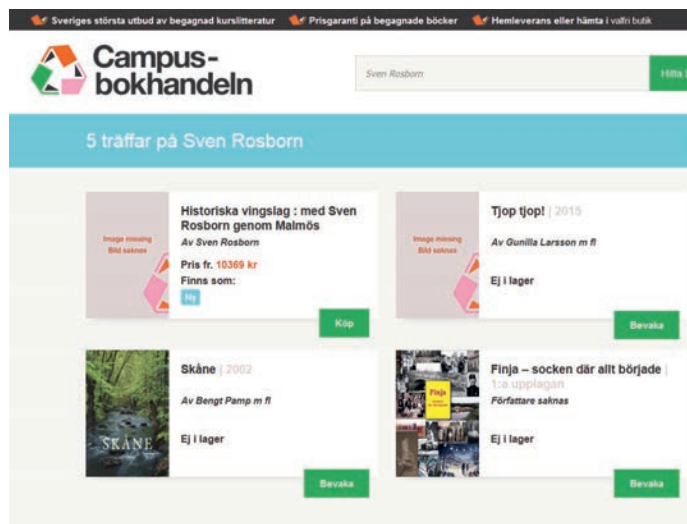 Sveriges största utbud av begagnad kurslitteratur Prisgaranti på begagnade böcker Hemleverans eller hämta i valfri butik
Campus-
bokhandeln
Sven Rosborn
Hitta
5 träffar på Sven Rosborn
Image missing
Bild saknas
Historiska vingslag : med Sven
Rosborn genom Malmös
Av Sven Rosborn
Pris fr. 10369 kr
Finns som:
Ny
Köp
Image missing
Bild saknas
Tjop tjop! | 2015
Av Gunilla Larsson m fl
Ej i lager
Bevaka
SKÅNE
Skåne | 2002
Av Bengt Pamp m fl
Ej i lager
Bevaka
Finja
Finja – socken där allt började |
1:a upplagan
Författare saknas
Ej i lager
Bevaka